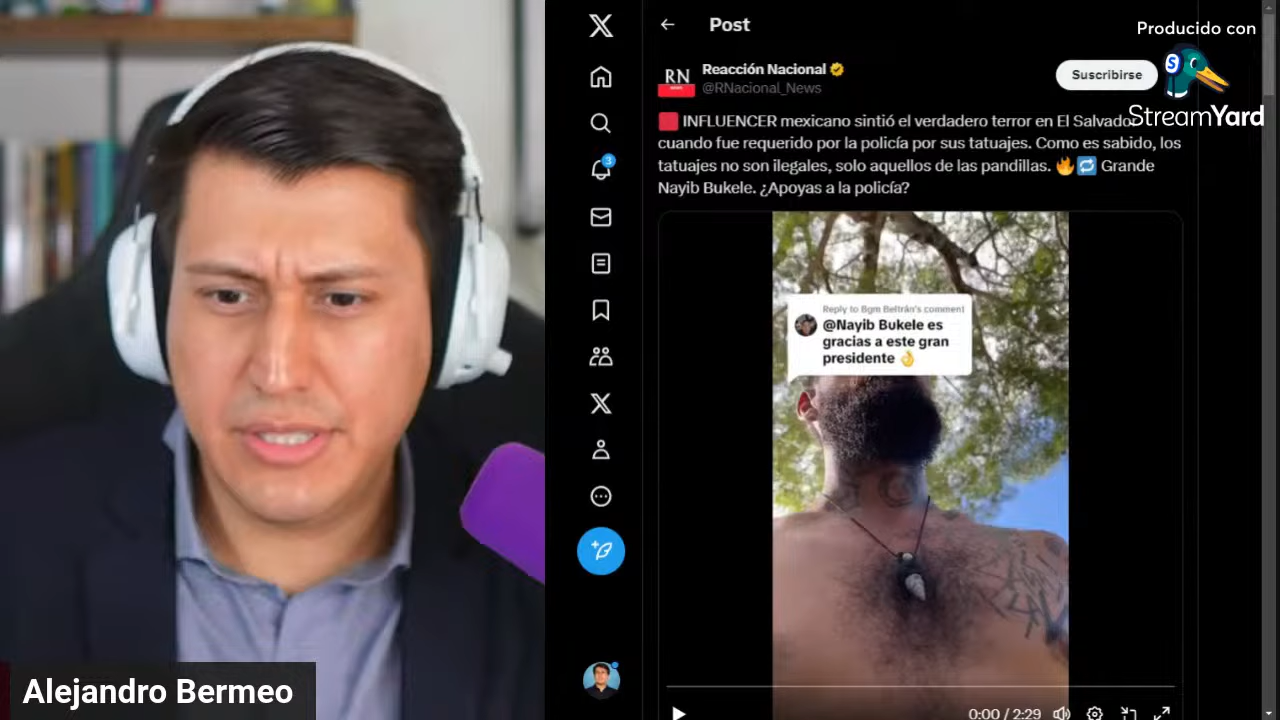 Post
Producido con
StreamYard
RN
Reacción Nacional
@RNacional_News
Suscribirse
INFLUENCER mexicano sintió el verdadero terror en El Salvador
cuando fue requerido por la policía por sus tatuajes. Como es sabido, los
tatuajes no son ilegales, solo aquellos de las pandillas. 🔥🔁 Grande
Nayib Bukele. ¿Apoyas a la policía?
3
Reply to Bgm Beltrán's comment
@Nayib Bukele es
gracias a este gran
presidente 👌
0:00 / 2:29
Alejandro Bermeo